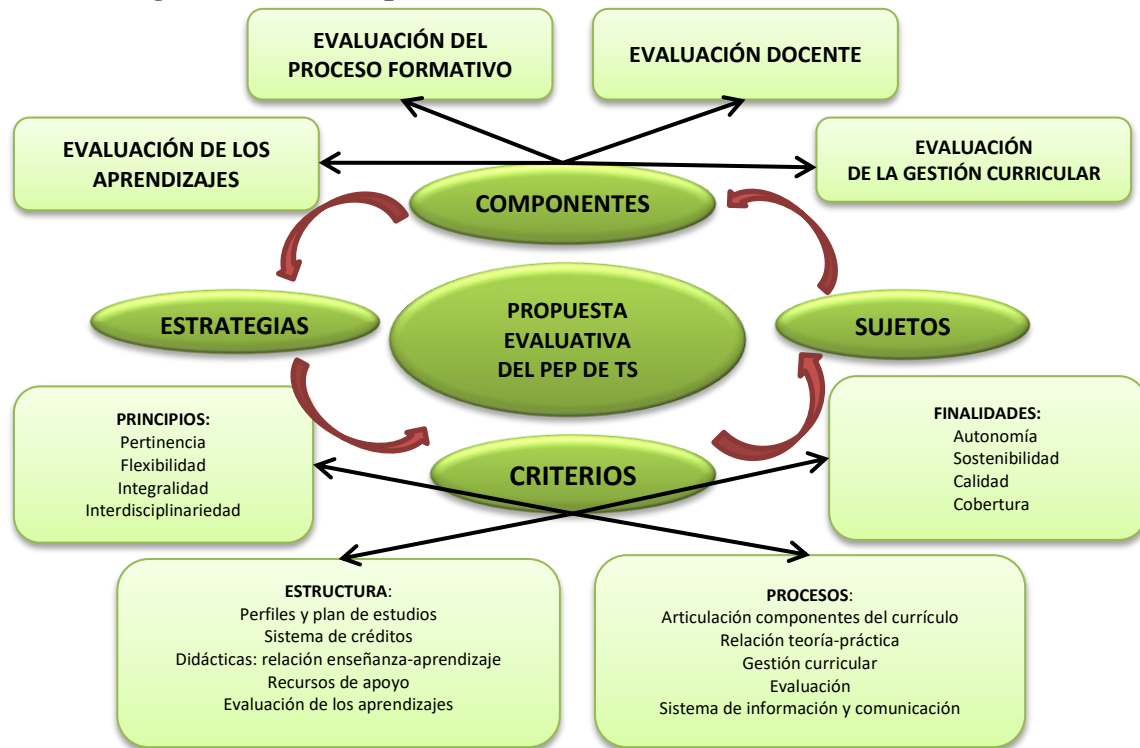 EVALUACIÓN DEL
PROCESO FORMATIVO
EVALUACIÓN DOCENTE
EVALUACIÓN DE LOS
APRENDIZAJES
EVALUACIÓN
DE LA GESTIÓN CURRICULAR
COMPONENTES
ESTRATEGIAS
PROPUESTA
EVALUATIVA
DEL PEP DE TS
SUJETOS
PRINCIPIOS:
Pertinencia
Flexibilidad
Integralidad
Interdisciplinariedad
CRITERIOS
FINALIDADES:
Autonomía
Sostenibilidad
Calidad
Cobertura
ESTRUCTURA:
Perfiles y plan de estudios
Sistema de créditos
Didácticas: relación enseñanza-aprendizaje
Recursos de apoyo
Evaluación de los aprendizajes
PROCESOS:
Articulación componentes del currículo
Relación teoría-práctica
Gestión curricular
Evaluación
Sistema de información y comunicación